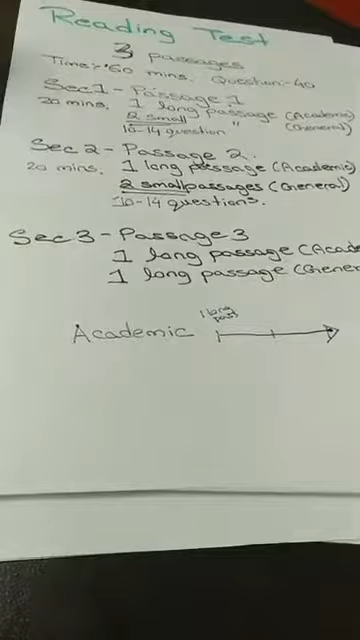 Reading Test
3 passages
Time:- 60 mins. Question:-40
Sec 1 - Passage 1
20 mins. 1 long passage (Academic)
2 small " (General)
10-14 question
Sec 2 - Passage 2.
20 mins. 1 long passage (Academic)
2 small passages (General)
10-14 questions.
Sec 3 - Passage 3
1 long passage (Acade
1 long passage (Gener
1 long
Academic